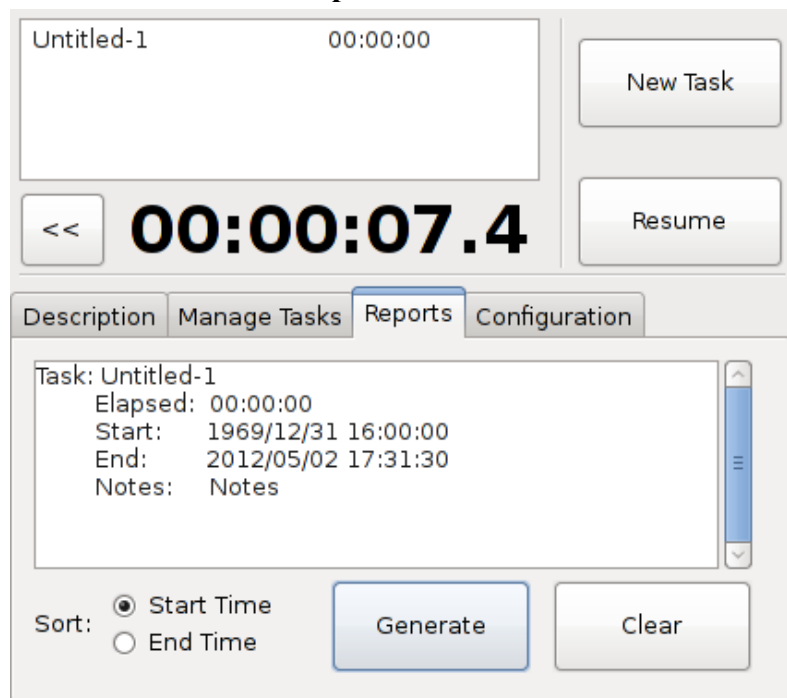 Untitled-1 00:00:00
New Task
<< 00:00:07.4
Resume
Description Manage Tasks Reports Configuration
Task: Untitled-1
Elapsed: 00:00:00
Start: 1969/12/31 16:00:00
End: 2012/05/02 17:31:30
Notes: Notes
Sort:
Start Time
End Time
Generate
Clear